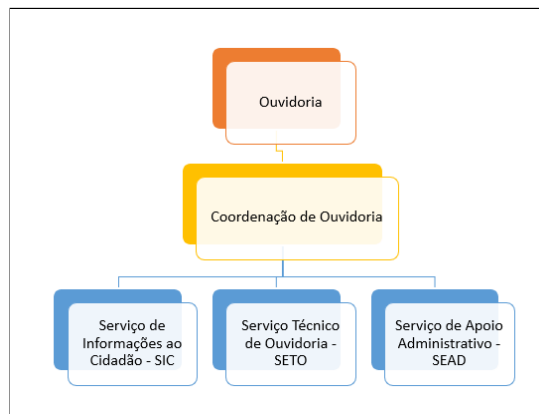 Ouvidoria
Coordenação de Ouvidoria
Serviço de
Informações ao
Cidadão - SIC
Serviço Técnico
de Ouvidoria -
SETO
Serviço de Apoio
Administrativo -
SEAD